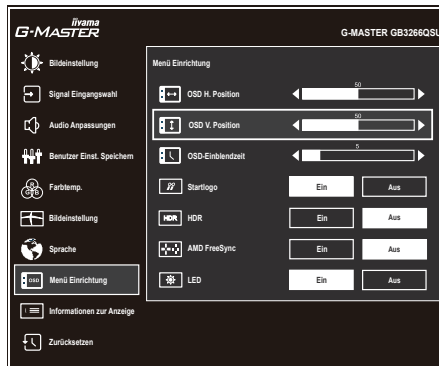 iiyama
G-MASTER
G-MASTER GB3266QSU
Bildeinstellung
Signal Eingangswahl
Audio Anpassungen
Benutzer Einst. Speichern
R G B
Farbtemp.
Bildeinstellung
Sprache
OSD
Menü Einrichtung
i
Informationen zur Anzeige
Zurücksetzen
Menü Einrichtung
OSD H. Position
50
OSD V. Position
50
OSD-Einblendzeit
5
Startlogo
Ein
Aus
HDR
HDR
Ein
Aus
AMD FreeSync
Ein
Aus
LED
Ein
Aus